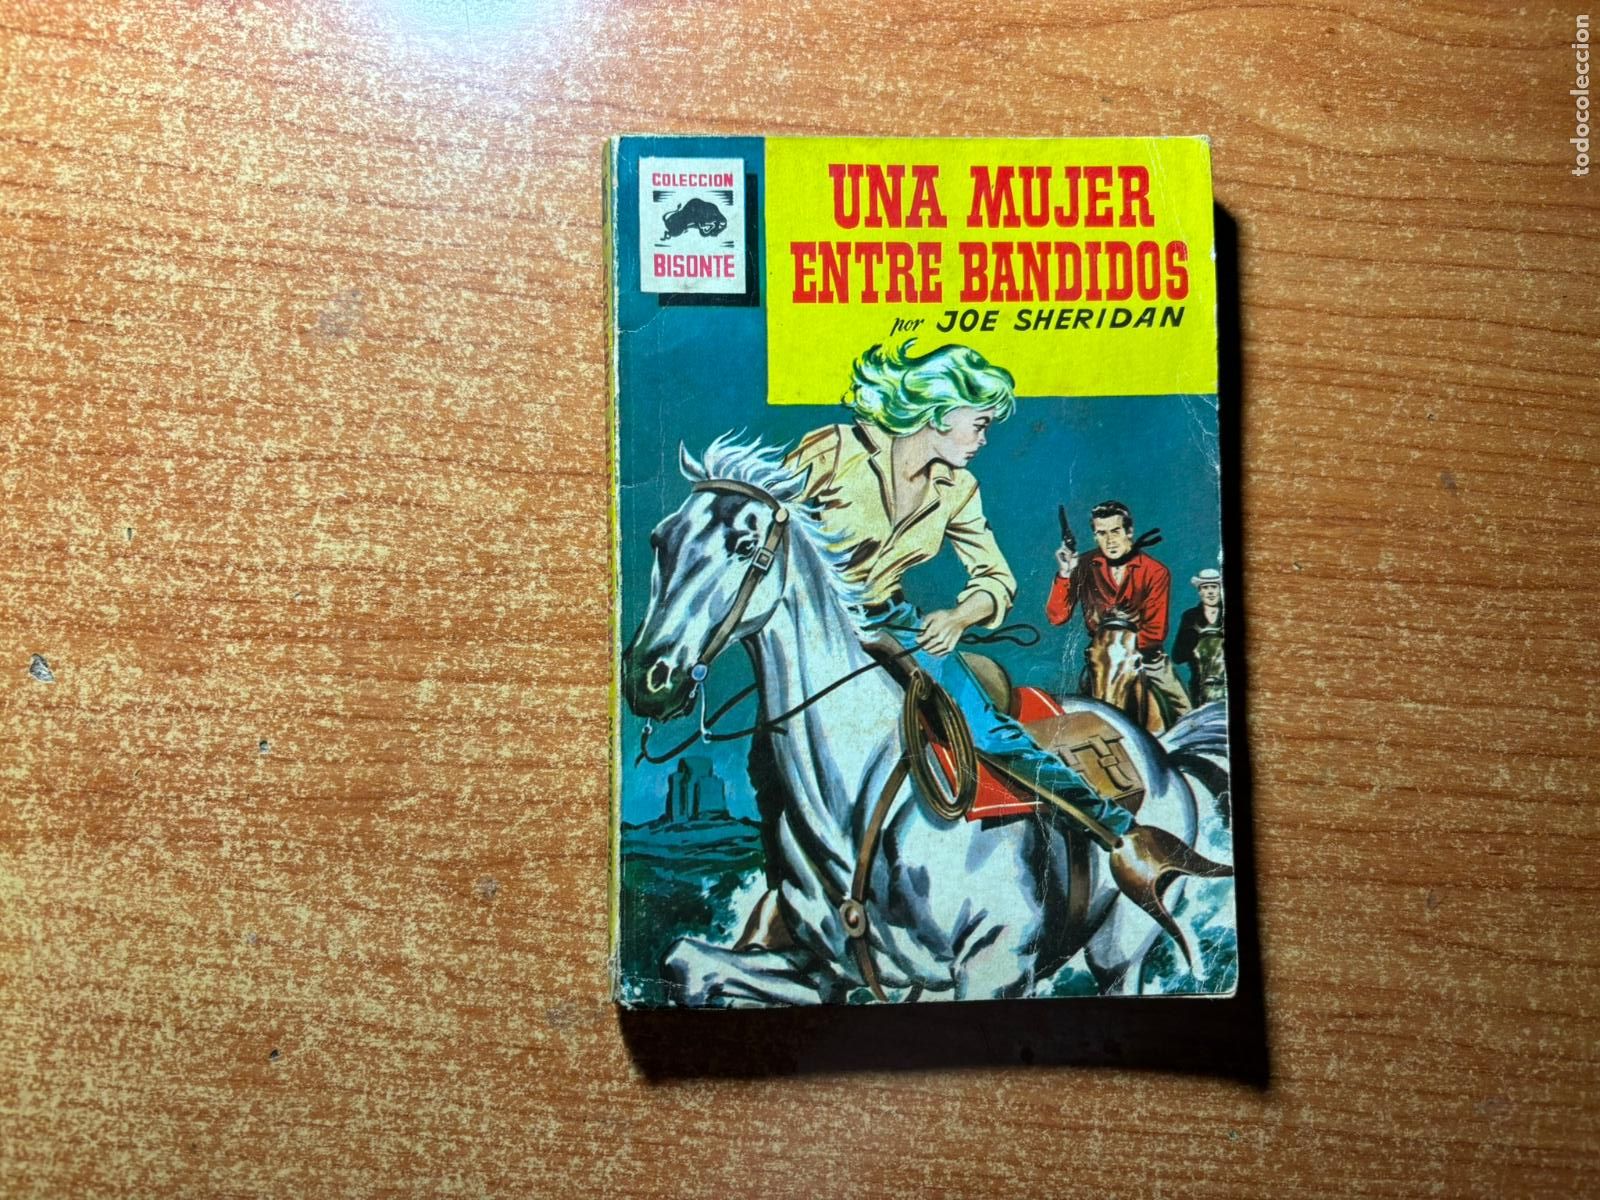 COLECCION
BISONTE
UNA MUJER
ENTRE BANDIDOS
por JOE SHERIDAN
todocoleccion